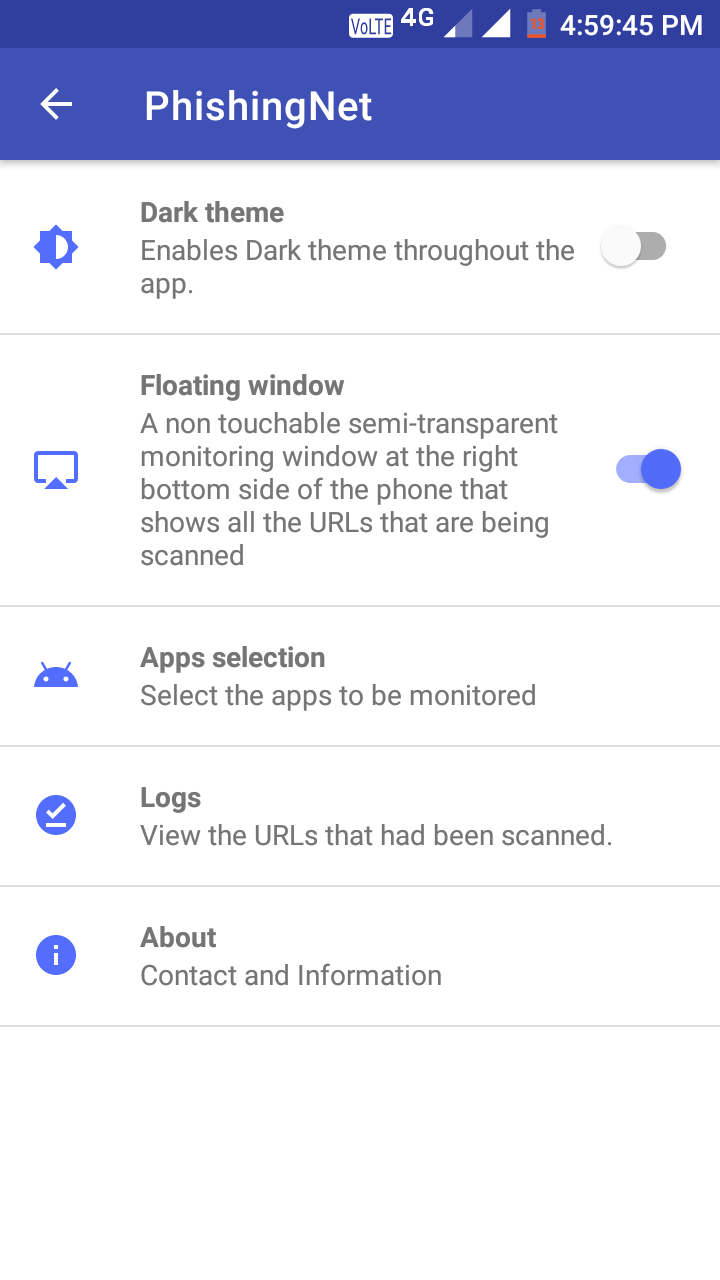 VoLTE 4G 13 4:59:45 PM
PhishingNet
Dark theme
Enables Dark theme throughout the
app.
Floating window
A non touchable semi-transparent
monitoring window at the right
bottom side of the phone that
shows all the URLs that are being
scanned
Apps selection
Select the apps to be monitored
Logs
View the URLs that had been scanned.
About
Contact and Information